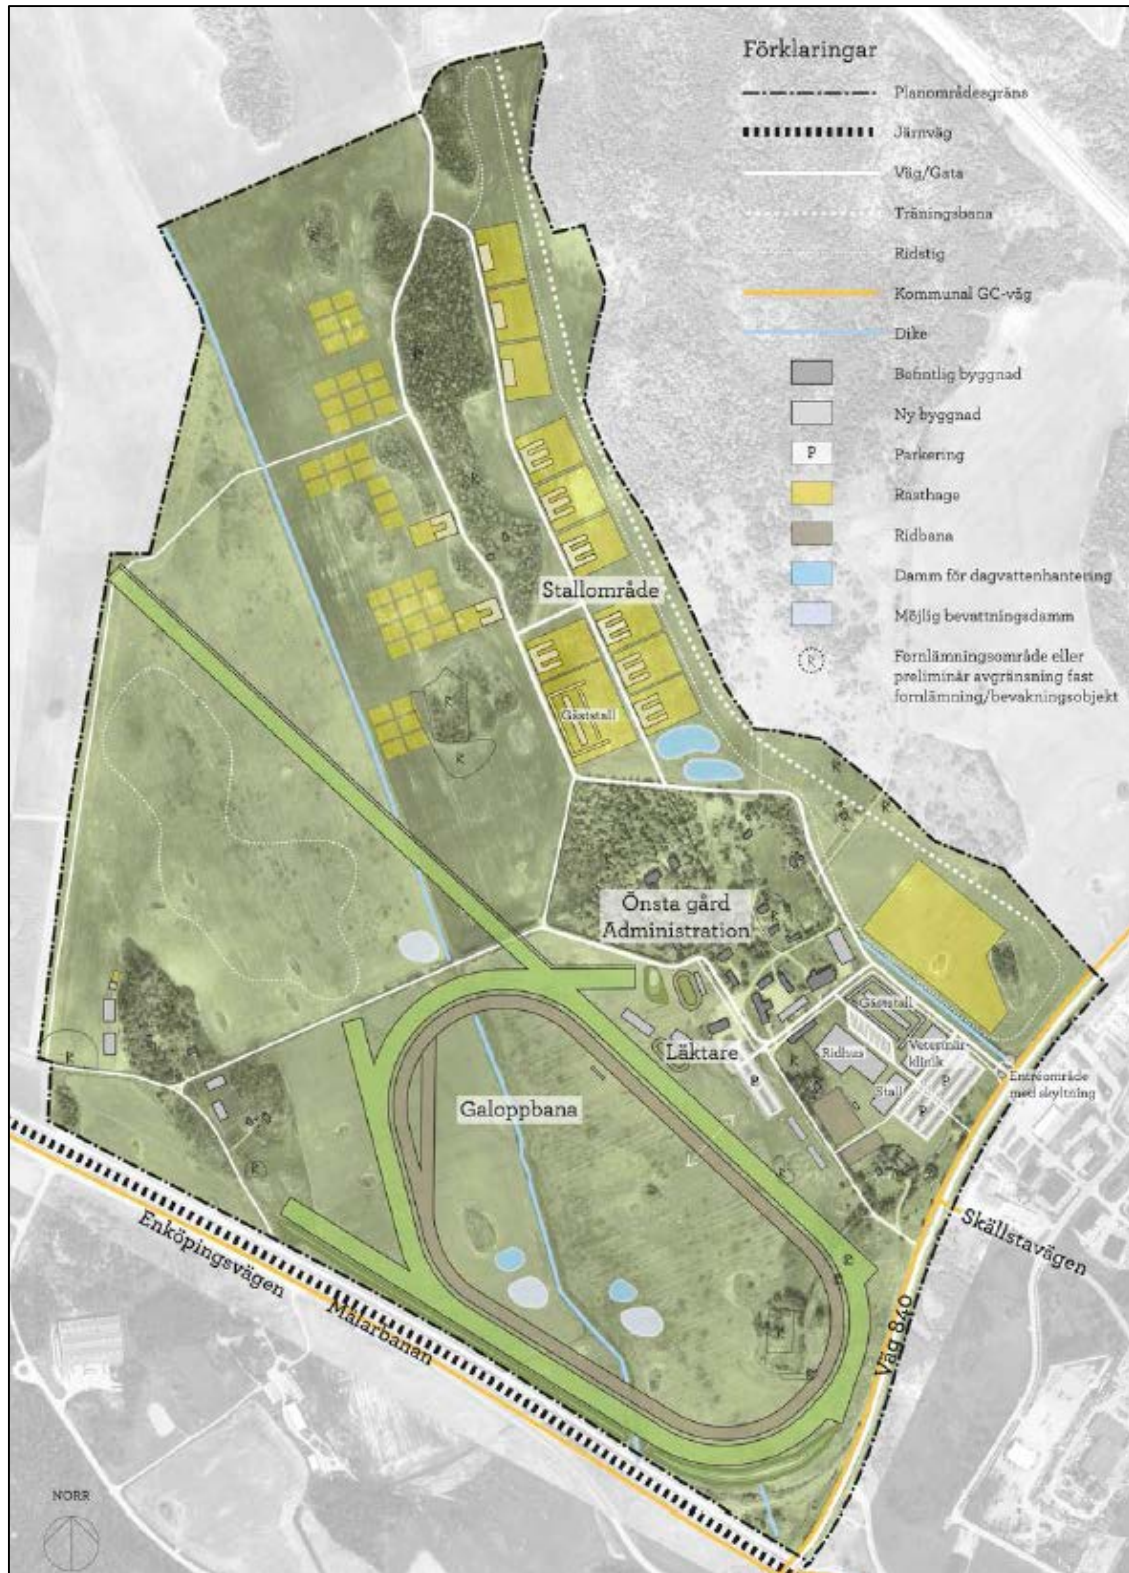 Förklaringar
Planområdesgräns
Järnväg
Väg/Gata
Träningsbana
Ridstig
Kommunal GC-väg
Dike
Befintlig byggnad
Ny byggnad
P
Parkering
Rasthage
Ridbana
Damm för dagvattenhantering
Möjlig bevattningsdamm
R
Fornlämningsområde eller
preliminär avgränsning fast
fornlämning/bevakningsobjekt
Stallområde
Gäststall
Önsta gård
Administration
Gäststall
Läktare
Ridhus
Veterinär-
klinik
Stall
P
P
P
Entréområde
med skyltning
Galoppbana
Skällstavägen
Enköpingsvägen
Mälarbanan
Väg 840
NORR